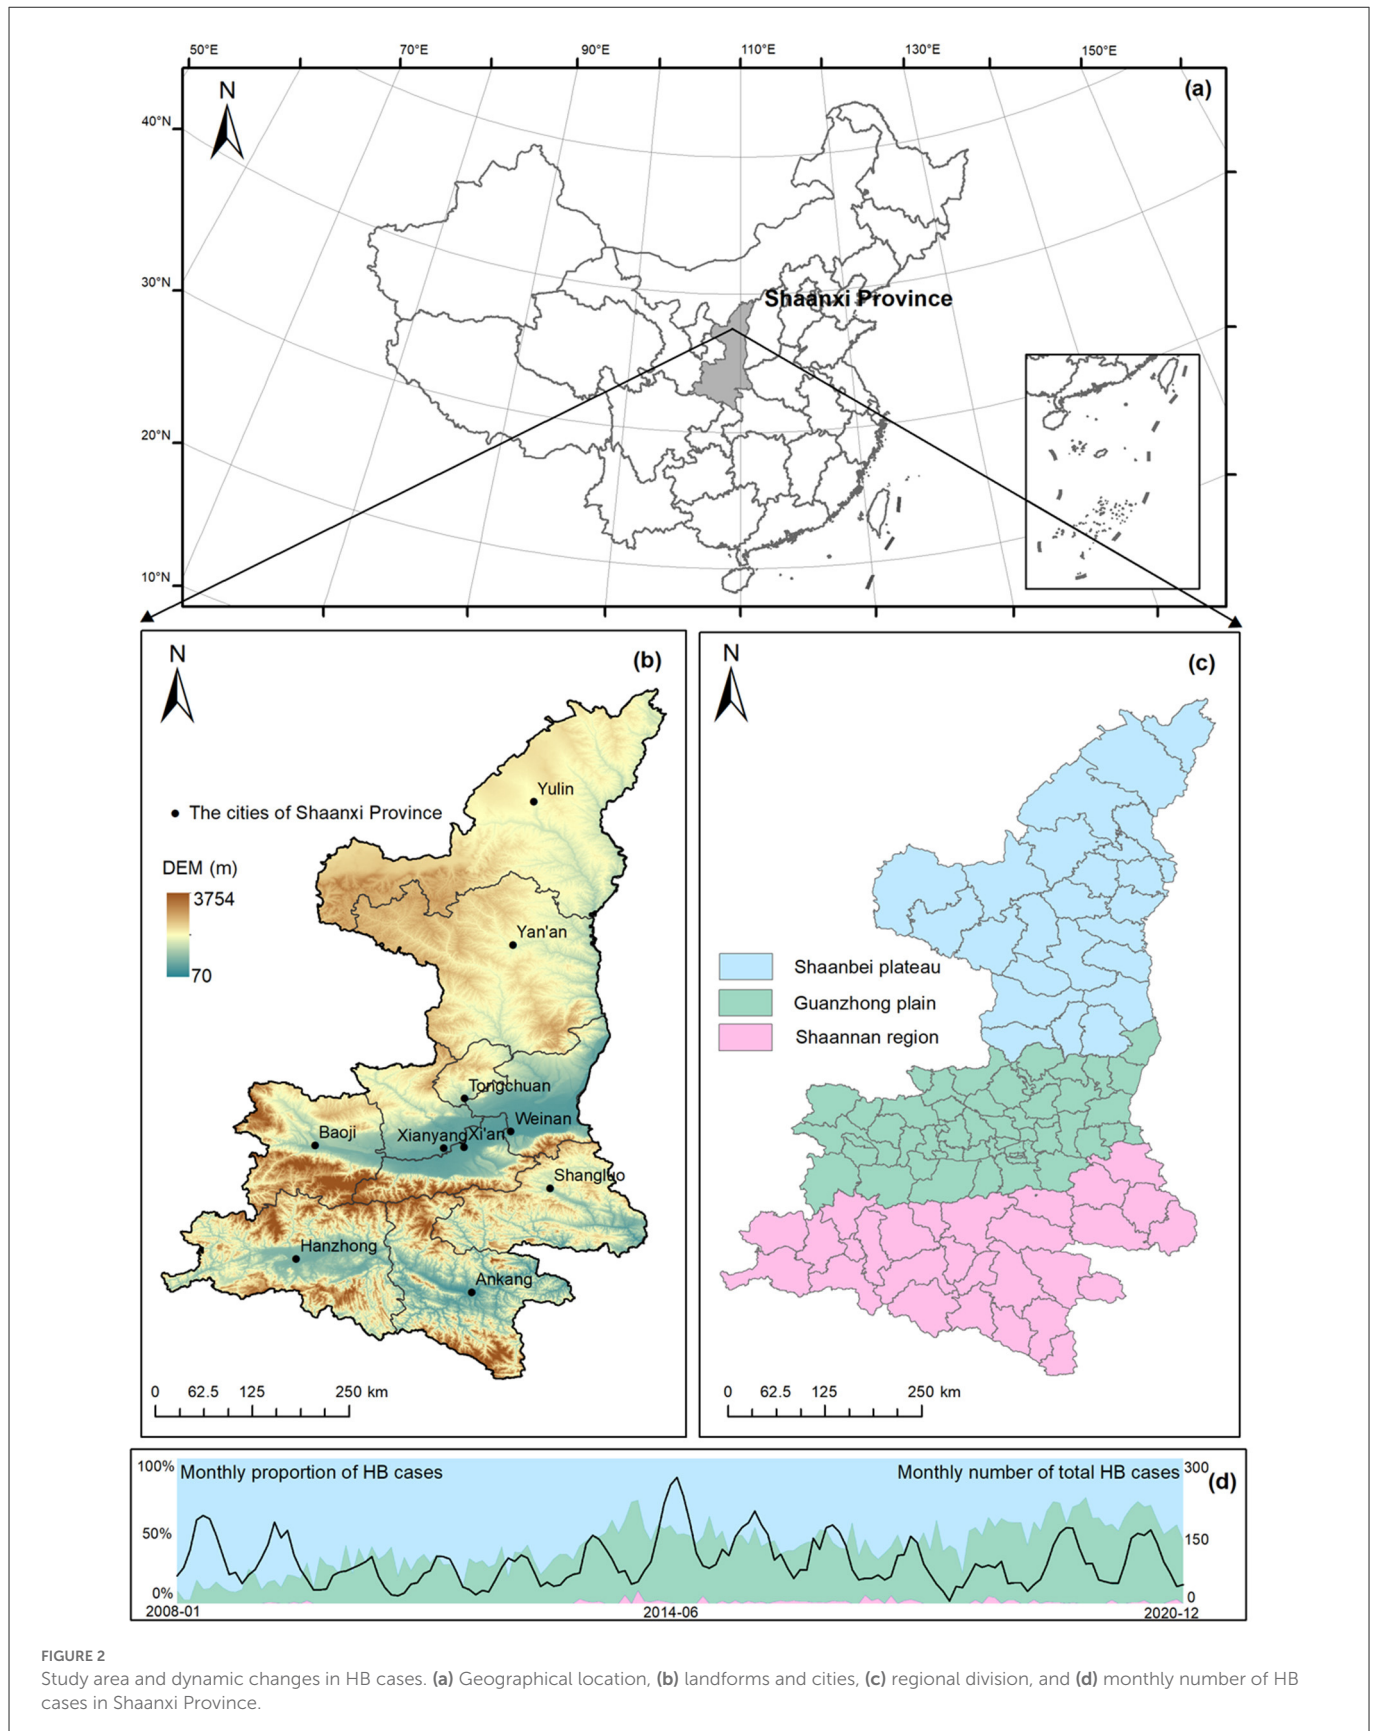 50°E 70°E 90°E 110°E 130°E 150°E
(a)
N
40°N
30°N
20°N
10°N
Shaanxi Province
N
(b)
The cities of Shaanxi Province
DEM (m)
3754
70
Yulin
Yan'an
Tongchuan
Weinan
Baoji
Xianyang
Xi'an
Shangluo
Hanzhong
Ankang
0 62.5 125 250 km
N
(c)
Shaanbei plateau
Guanzhong plain
Shaannan region
0 62.5 125 250 km
100% Monthly proportion of HB cases Monthly number of total HB cases 300 (d)
50% 150
0% 0
2008-01 2014-06 2020-12
FIGURE 2
Study area and dynamic changes in HB cases. (a) Geographical location, (b) landforms and cities, (c) regional division, and (d) monthly number of HB
cases in Shaanxi Province.